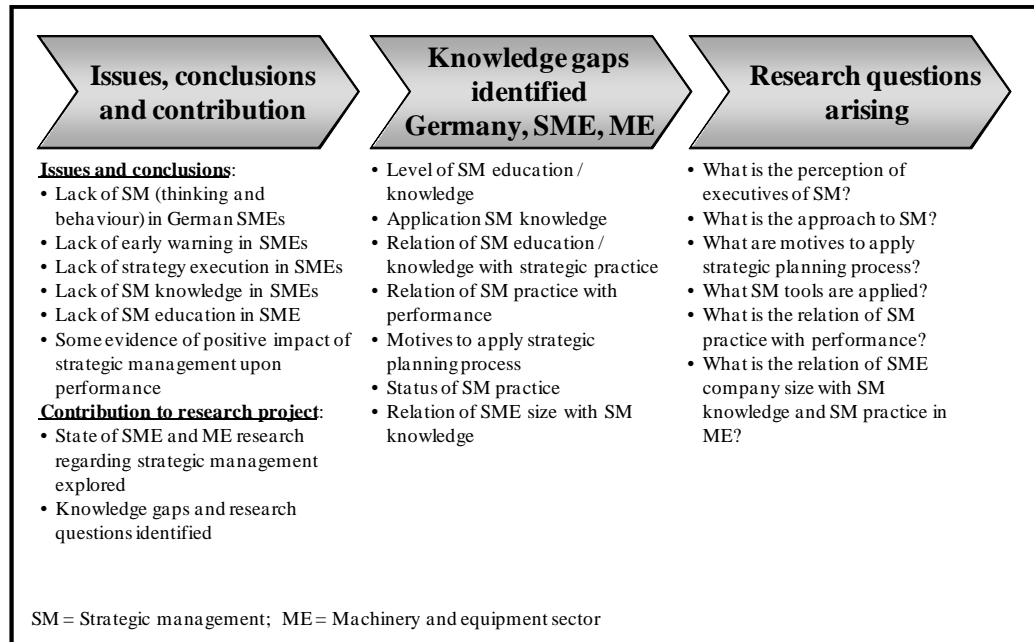 Issues, conclusions
and contribution
Issues and conclusions:
• Lack of SM (thinking and
behaviour) in German SMEs
• Lack of early warning in SMEs
• Lack of strategy execution in SMEs
• Lack of SM knowledge in SMEs
• Lack of SM education in SME
• Some evidence of positive impact of
strategic management upon
performance
Contribution to research project:
• State of SME and ME research
regarding strategic management
explored
• Knowledge gaps and research
questions identified
Knowledge gaps
identified
Germany, SME, ME
• Level of SM education /
knowledge
• Application SM knowledge
• Relation of SM education /
knowledge with strategic practice
• Relation of SM practice with
performance
• Motives to apply strategic
planning process
• Status of SM practice
• Relation of SME size with SM
knowledge
Research questions
arising
• What is the perception of
executives of SM?
• What is the approach to SM?
• What are motives to apply
strategic planning process?
• What SM tools are applied?
• What is the relation of SM
practice with performance?
• What is the relation of SME
company size with SM
knowledge and SM practice in
ME?
SM = Strategic management; ME = Machinery and equipment sector